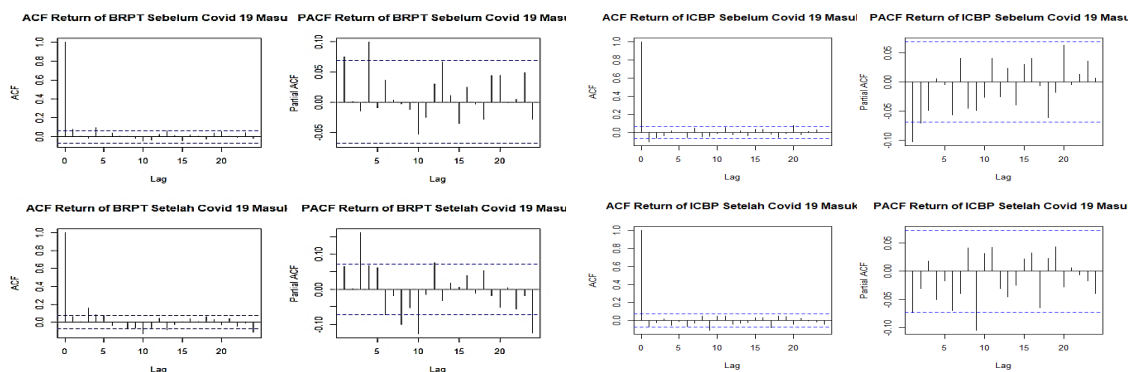 ACF Return of BRPT Sebelum Covid 19 Masuk
ACF
1.0
0.8
0.6
0.4
0.2
0.0
0 5 10 15 20
Lag
PACF Return of BRPT Sebelum Covid 19 Masu
Partial ACF
0.10
0.05
0.00
-0.05
5 10 15 20
Lag
ACF Return of ICBP Sebelum Covid 19 Masuk
ACF
1.0
0.8
0.6
0.4
0.2
0.0
0 5 10 15 20
Lag
PACF Return of ICBP Sebelum Covid 19 Masu
Partial ACF
0.05
0.00
-0.05
-0.10
5 10 15 20
Lag
ACF Return of BRPT Setelah Covid 19 Masuk
ACF
1.0
0.8
0.6
0.4
0.2
0.0
0 5 10 15 20
Lag
PACF Return of BRPT Setelah Covid 19 Masu
Partial ACF
0.10
0.00
-0.10
5 10 15 20
Lag
ACF Return of ICBP Setelah Covid 19 Masuk
ACF
1.0
0.8
0.6
0.4
0.2
0.0
0 5 10 15 20
Lag
PACF Return of ICBP Setelah Covid 19 Masu
Partial ACF
0.05
0.00
-0.05
-0.10
5 10 15 20
Lag